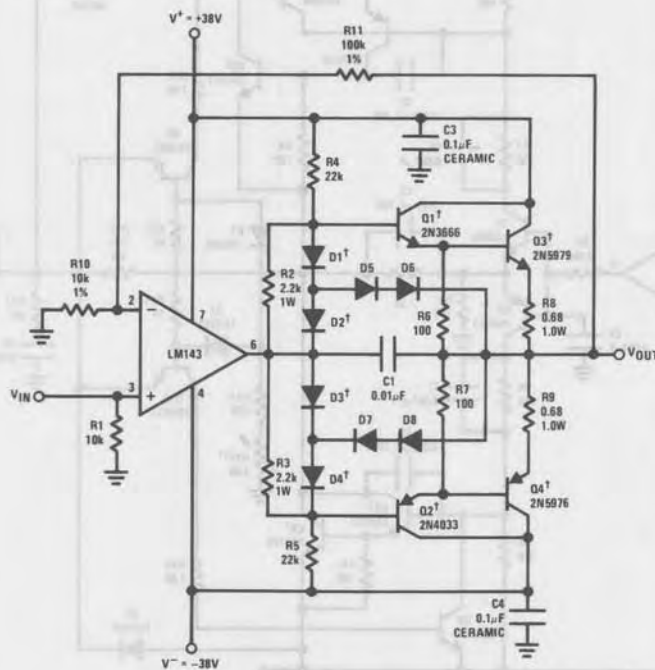 V+ = +38V
R11
100k
1%
C3
0.1μF
CERAMIC
R4
22k
Q1†
2N3666
Q3†
2N5979
R10
10k
1%
D1†
R2
2.2k
1W
D5
D6
R8
0.68
1.0W
2
−
7
D2†
R6
100
LM143
6
VOUT
VIN
3
+
4
C1
0.01μF
R7
100
R9
0.68
1.0W
R1
10k
D3†
D7
D8
R3
2.2k
1W
D4†
Q2†
2N4033
Q4†
2N5976
R5
22k
C4
0.1μF
CERAMIC
V− = −38V